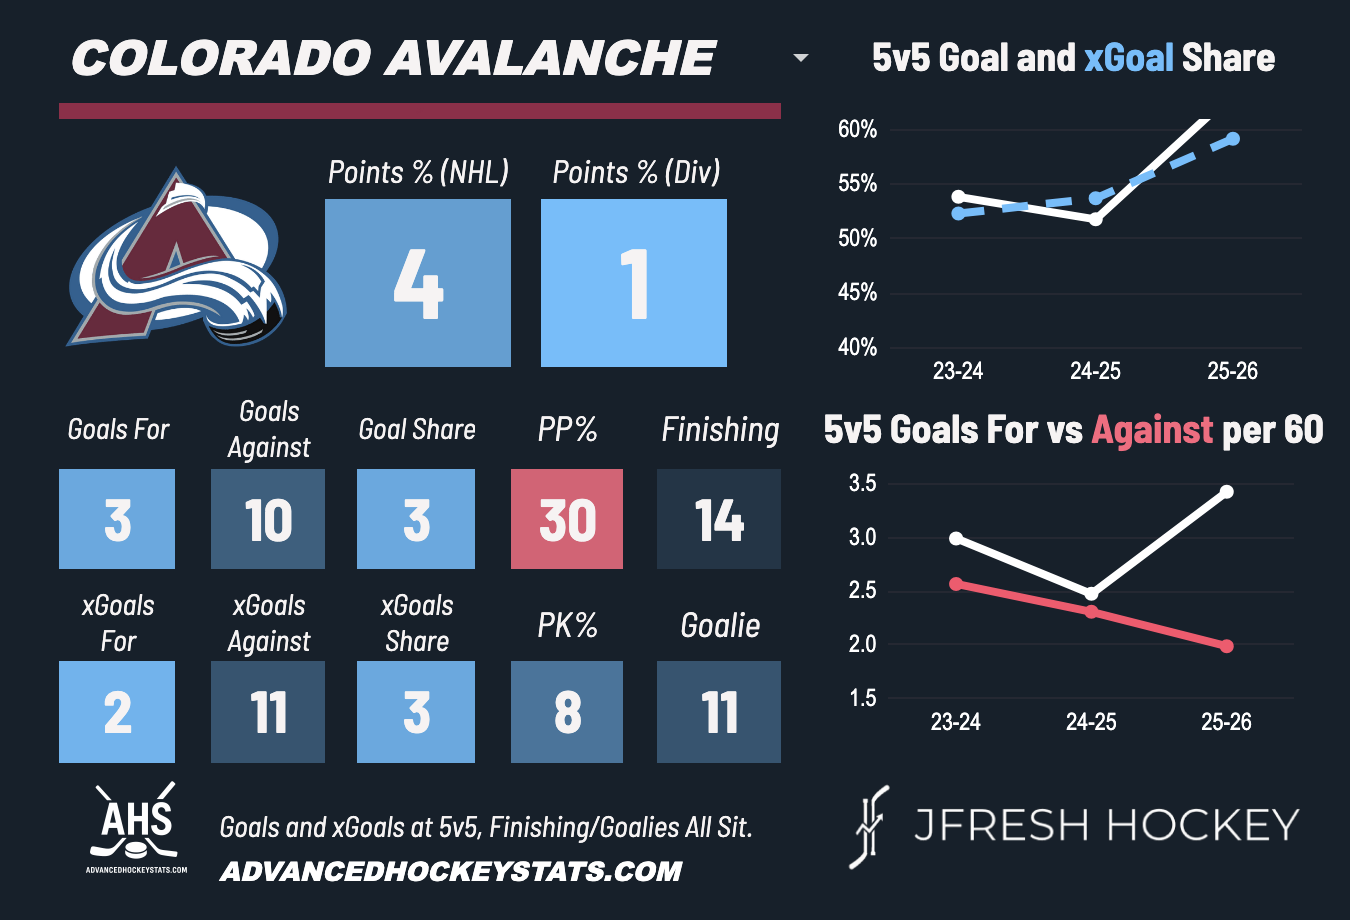 COLORADO AVALANCHE
Points % (NHL)
Points % (Div)
4
1
Goals For
Goals
Against
Goal Share
PP%
Finishing
3
10
3
30
14
xGoals
For
xGoals
Against
xGoals
Share
PK%
Goalie
2
11
3
8
11
AHS
ADVANCEDHOCKEYSTATS.COM
Goals and xGoals at 5v5, Finishing/Goalies All Sit.
ADVANCEDHOCKEYSTATS.COM
5v5 Goal and xGoal Share
60%
55%
50%
45%
40%
23-24
24-25
25-26
5v5 Goals For vs Against per 60
3.5
3.0
2.5
2.0
1.5
23-24
24-25
25-26
JFRESH HOCKEY